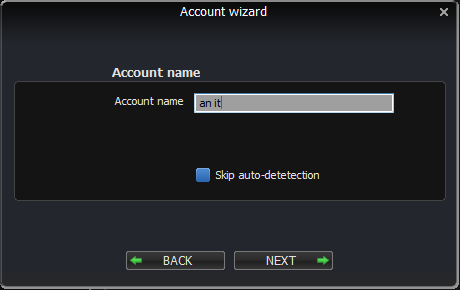 Account wizard
Account name
Account name an it
Skip auto-detetection
BACK NEXT